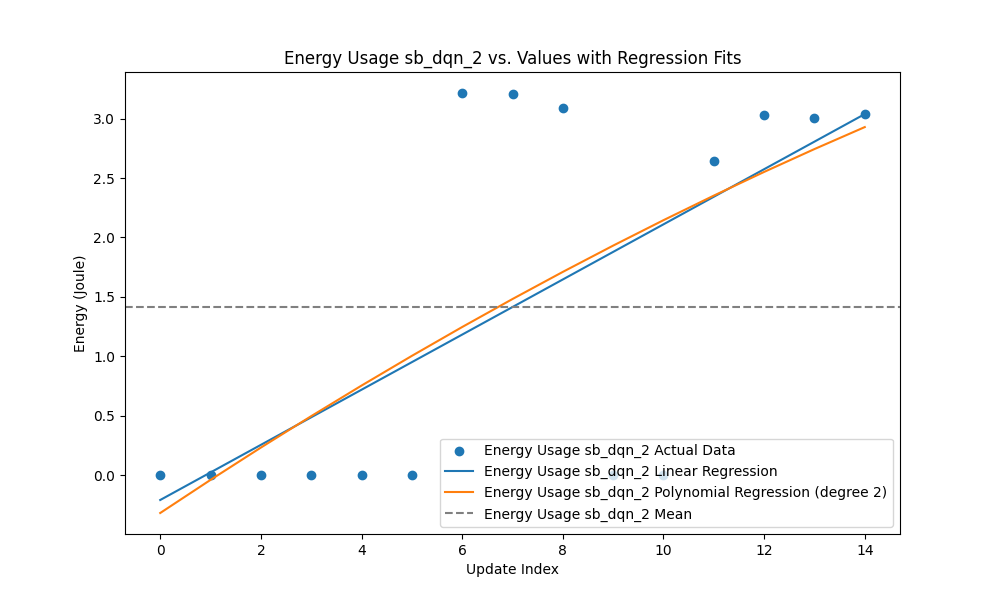 Energy Usage sb_dqn_2 vs. Values with Regression Fits
3.0
2.5
2.0
1.5
1.0
0.5
0.0
Energy (Joule)
Energy Usage sb_dqn_2 Actual Data
Energy Usage sb_dqn_2 Linear Regression
Energy Usage sb_dqn_2 Polynomial Regression (degree 2)
Energy Usage sb_dqn_2 Mean
0 2 4 6 8 10 12 14
Update Index